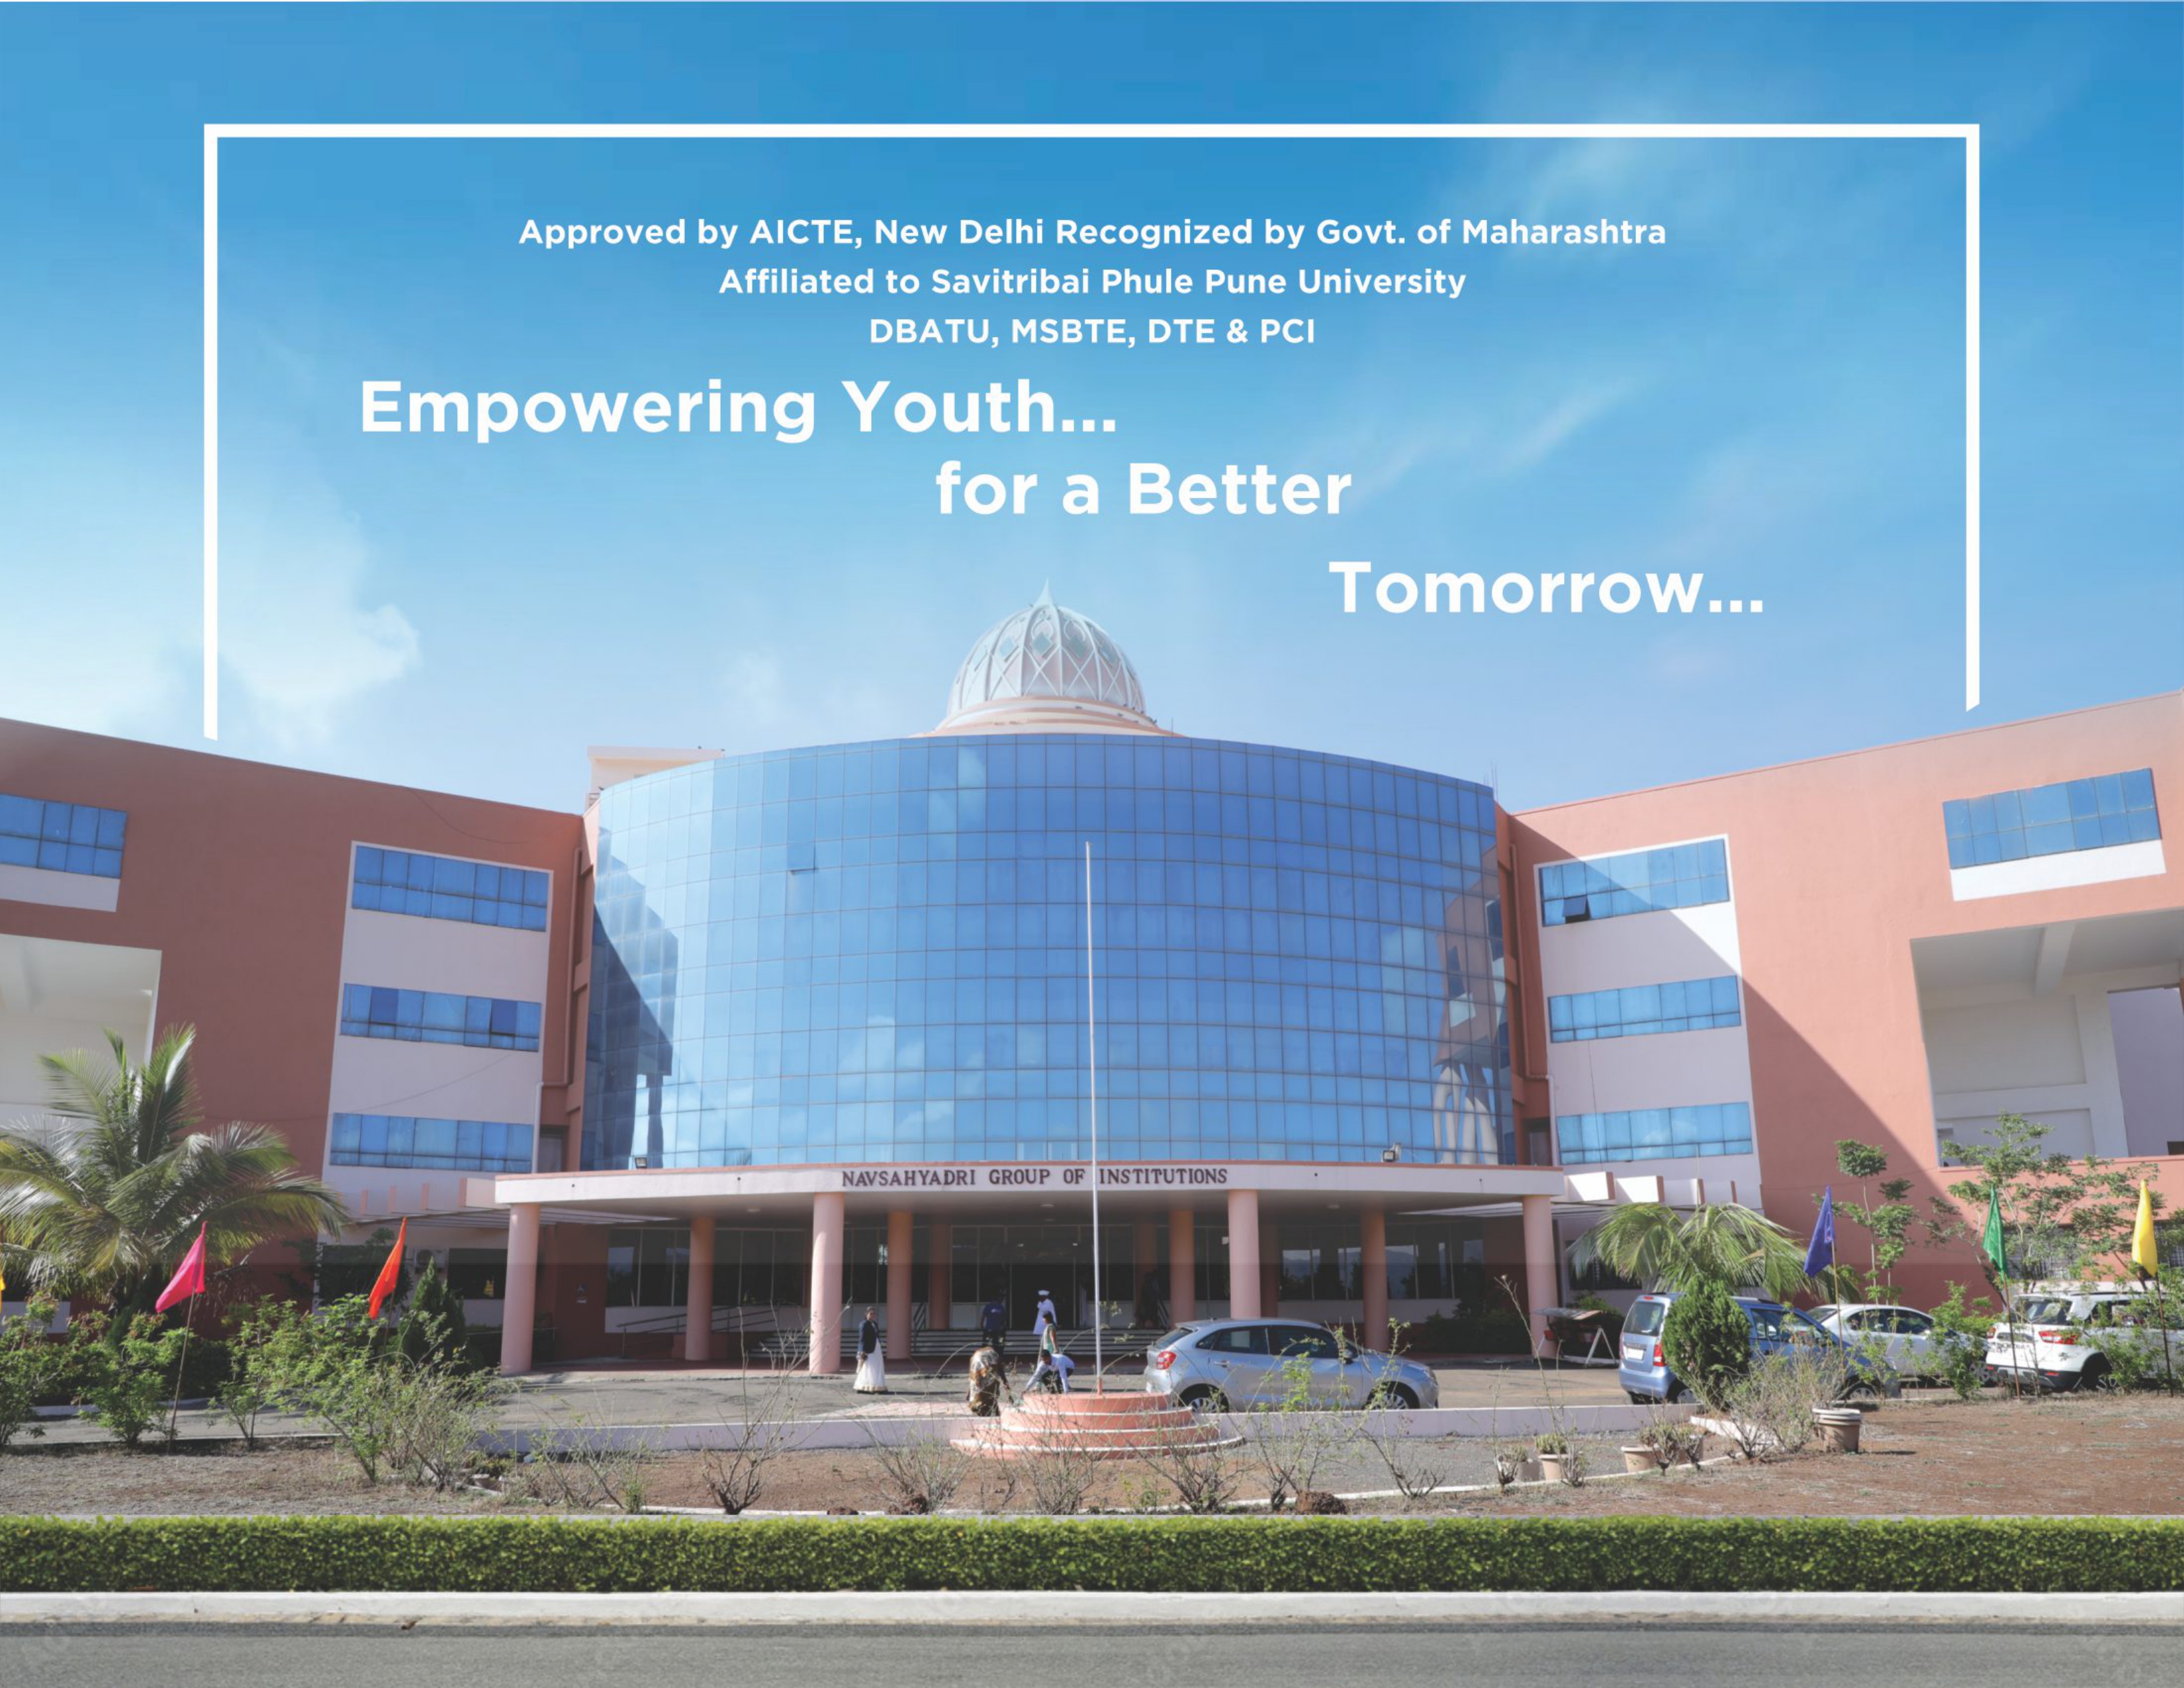 Approved by AICTE, New Delhi Recognized by Govt. of Maharashtra
Affiliated to Savitribai Phule Pune University
DBATU, MSBTE, DTE & PCI
Empowering Youth...
for a Better
Tomorrow...
NAVSAHYADRI GROUP OF INSTITUTIONS